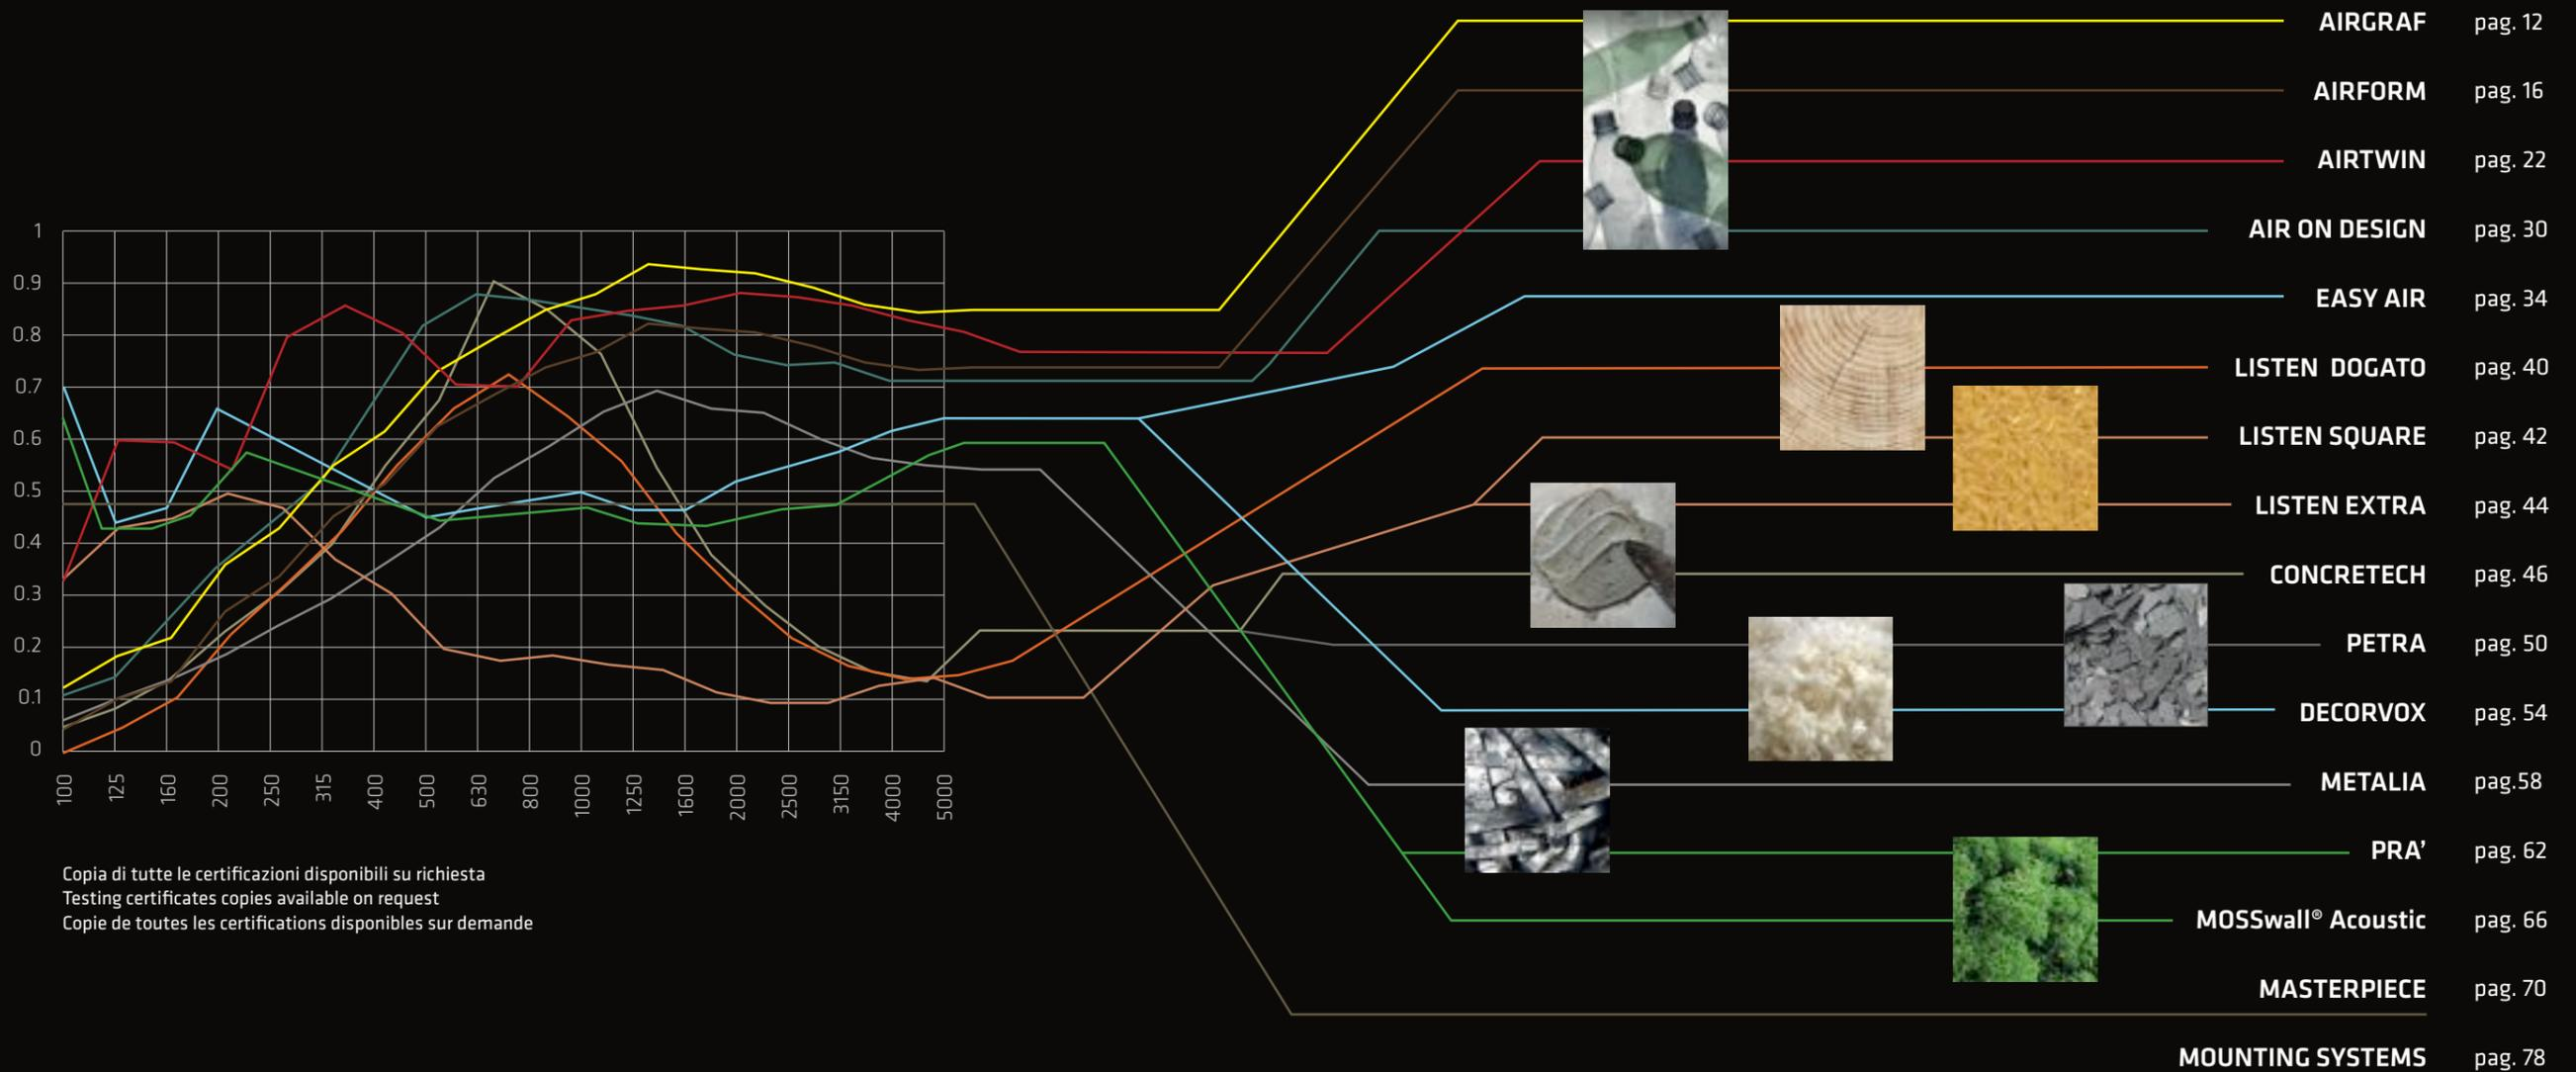 AIRGRAF pag. 12
AIRFORM pag. 16
AIRTWIN pag. 22
AIR ON DESIGN pag. 30
EASY AIR pag. 34
LISTEN DOGATO pag. 40
LISTEN SQUARE pag. 42
LISTEN EXTRA pag. 44
CONCRETECH pag. 46
PETRA pag. 50
DECORVOX pag. 54
METALIA pag.58
PRA’ pag. 62
MOSSwall® Acoustic pag. 66
MASTERPIECE pag. 70
MOUNTING SYSTEMS pag. 78
1
0.9
0.8
0.7
0.6
0.5
0.4
0.3
0.2
0.1
0
100 125 160 200 250 315 400 500 630 800 1000 1250 1600 2000 2500 3150 4000 5000
Copia di tutte le certificazioni disponibili su richiesta
Testing certificates copies available on request
Copie de toutes les certifications disponibles sur demande